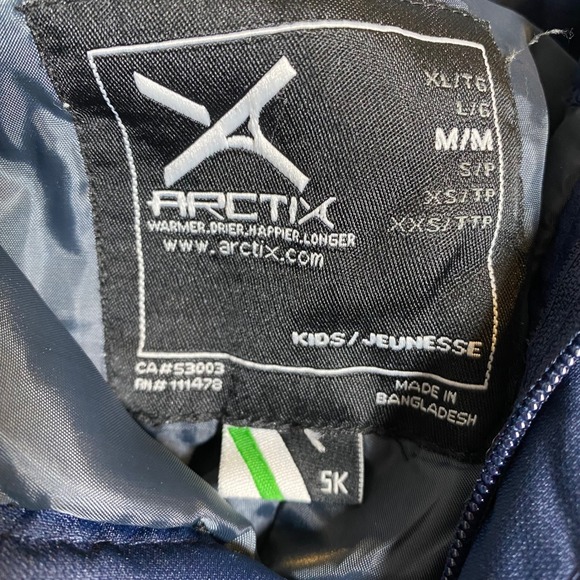 XL/TG
L/G
M/M
S/P
XS/TP
XXS/TTP
ARCTIX
WARMER.DRIER.HAPPIER.LONGER
www.arctix.com
KIDS/JEUNESSE
CA#53003
RN#111478
MADE IN
BANGLADESH
5K